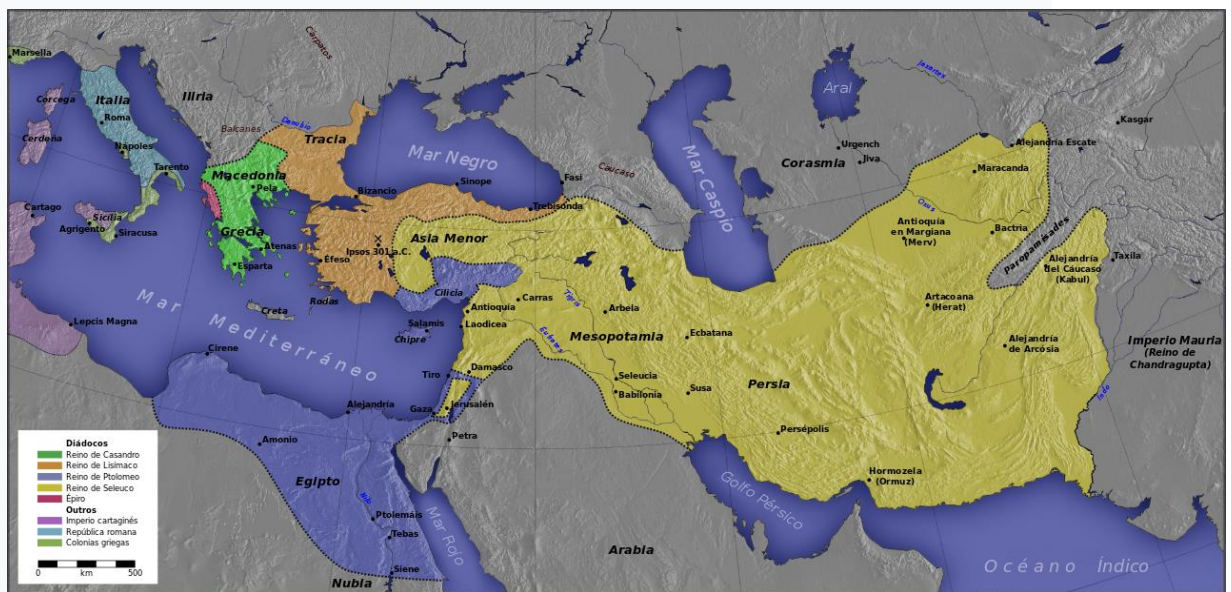 Marsella
Cárpatos
Jaxartes
Aral
Corcega
Italia
Iliria
Roma
Cerdeña
Balcanes
Danubio
Tracia
Mar Negro
Cáucaso
Mar Caspio
Corasmia
Urgench
Jiva
Kasgar
Alejandría Escate
Maracanda
Nápoles
Tarento
Macedonia
Pela
Bizancio
Sinope
Fasi
Trebisonda
Oxus
Cartago
Sicilia
Agrigento
Siracusa
Grecia
Atenas
Esparta
Éfeso
Ipsos 301 a.C.
Asia Menor
Antioquía
en Margiana
(Merv)
Bactria
Paropamisades
Alejandría
del Cáucaso
(Kabul)
Taxila
Mar Mediterráneo
Creta
Rodas
Cilicia
Antioquía
Carras
Tigris
Arbela
Artacoana
(Herat)
Lepcis Magna
Salamis
Chipre
Laodicea
Mesopotamia
Eufrates
Ecbatana
Alejandría
de Arcósia
Imperio Mauria
(Reino de
Chandragupta)
Cirene
Tiro
Damasco
Seleucia
Babilonia
Susa
Persia
Indo
Alejandría
Gaza
Jerusalén
Petra
Persépolis
Amonio
Hormozela
(Ormuz)
Egipto
Nilo
Golfo Pérsico
Ptolemáis
Tebas
Mar Rojo
Arabia
Siene
Nubia
Océano Índico
Diádocos
Reino de Casandro
Reino de Lisímaco
Reino de Ptolomeo
Reino de Seleuco
Épiro
Outros
Imperio cartaginés
República romana
Colonias griegas
0 km 500